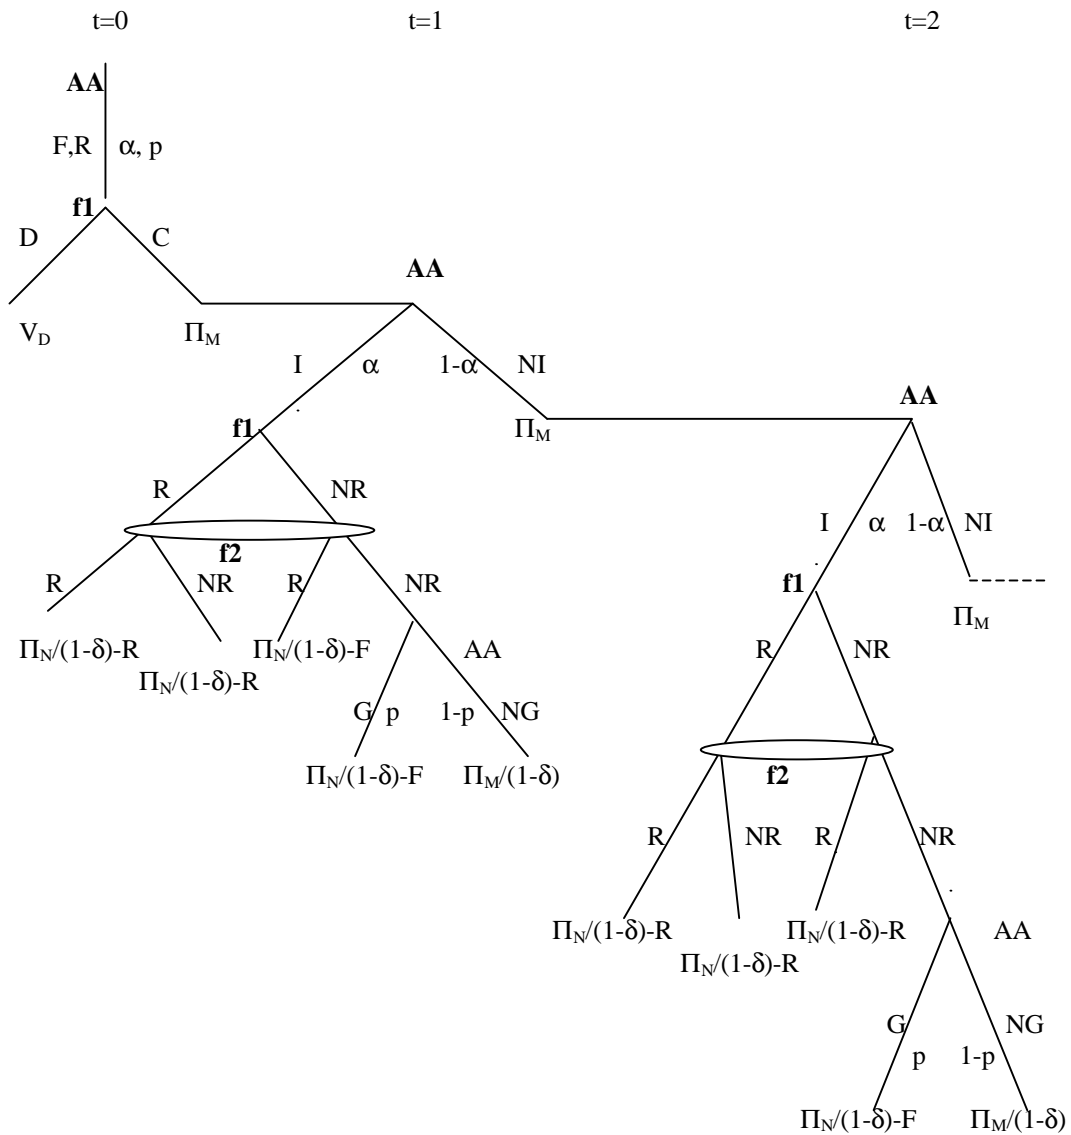 t=0 t=1 t=2
AA
F,R α, p
f1
D C
AA
V_D Π_M
I α 1-α NI
AA
f1 Π_M
R NR
I α 1-α NI
f2
R NR R NR f1
Π_M
Π_N/(1-δ)-R Π_N/(1-δ)-F AA R NR
Π_N/(1-δ)-R
G p 1-p NG
Π_N/(1-δ)-F Π_M/(1-δ) f2
R NR R NR
Π_N/(1-δ)-R Π_N/(1-δ)-R AA
Π_N/(1-δ)-R
G NG
p 1-p
Π_N/(1-δ)-F Π_M/(1-δ)